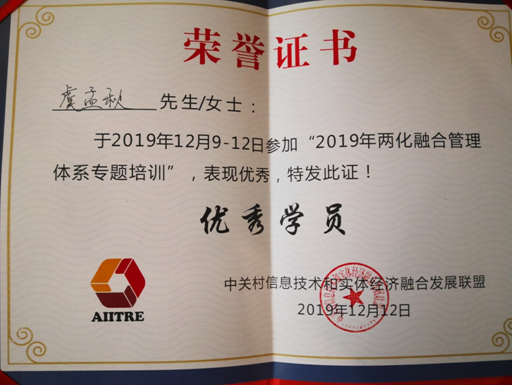 荣誉证书
虞孟秋 先生/女士：
于2019年12月9-12日参加“2019年两化融合管理
体系专题培训”，表现优秀，特发此证！
优秀学员
AIITRE
中关村信息技术和实体经济融合发展联盟
2019年12月12日